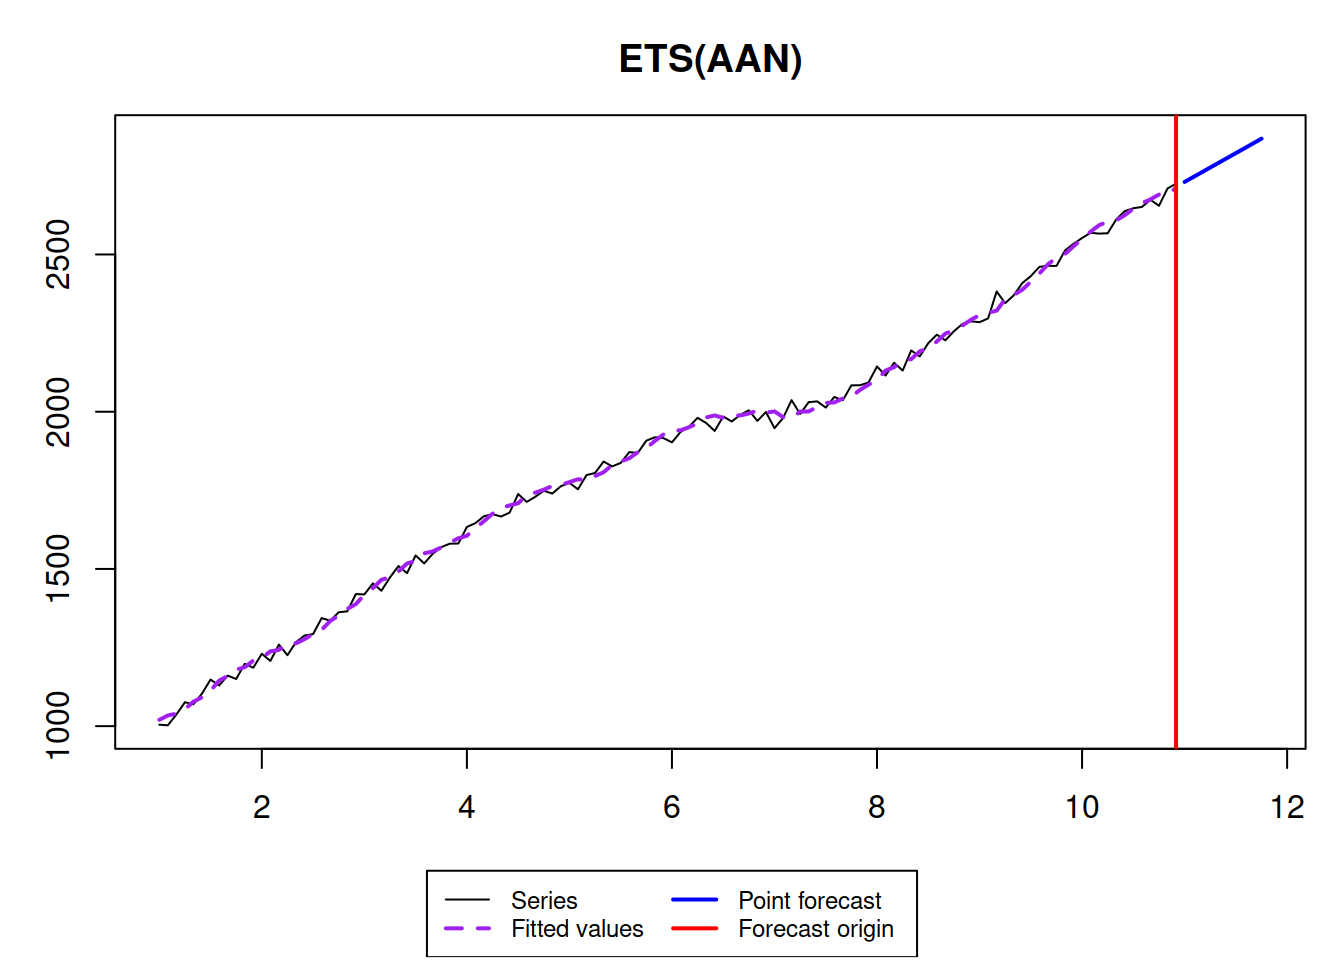 ETS(AAN)
2500
2000
1500
1000
2 4 6 8 10 12
Series Point forecast
Fitted values Forecast origin